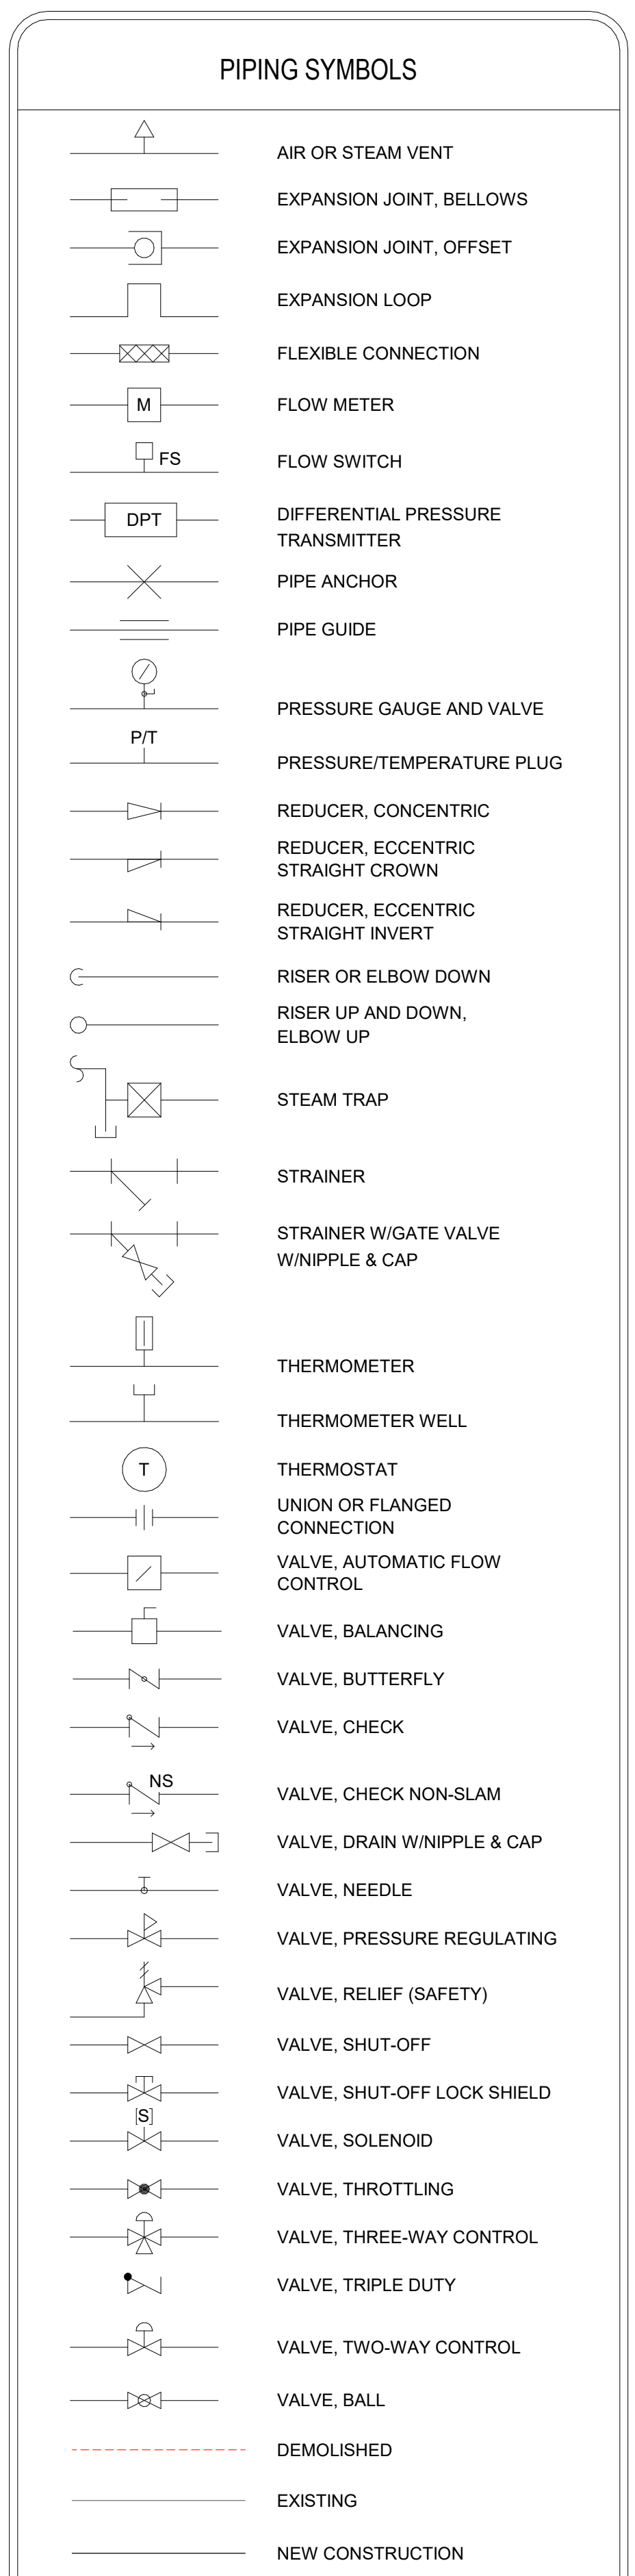 PIPING SYMBOLS
AIR OR STEAM VENT
EXPANSION JOINT, BELLOWS
EXPANSION JOINT, OFFSET
EXPANSION LOOP
FLEXIBLE CONNECTION
M FLOW METER
FS FLOW SWITCH
DPT DIFFERENTIAL PRESSURE
TRANSMITTER
PIPE ANCHOR
PIPE GUIDE
PRESSURE GAUGE AND VALVE
P/T
PRESSURE/TEMPERATURE PLUG
REDUCER, CONCENTRIC
REDUCER, ECCENTRIC
STRAIGHT CROWN
REDUCER, ECCENTRIC
STRAIGHT INVERT
RISER OR ELBOW DOWN
RISER UP AND DOWN,
ELBOW UP
STEAM TRAP
STRAINER
STRAINER W/GATE VALVE
W/NIPPLE & CAP
THERMOMETER
THERMOMETER WELL
T THERMOSTAT
UNION OR FLANGED
CONNECTION
VALVE, AUTOMATIC FLOW
CONTROL
VALVE, BALANCING
VALVE, BUTTERFLY
VALVE, CHECK
NS
VALVE, CHECK NON-SLAM
VALVE, DRAIN W/NIPPLE & CAP
VALVE, NEEDLE
VALVE, PRESSURE REGULATING
VALVE, RELIEF (SAFETY)
VALVE, SHUT-OFF
VALVE, SHUT-OFF LOCK SHIELD
[S]
VALVE, SOLENOID
VALVE, THROTTLING
VALVE, THREE-WAY CONTROL
VALVE, TRIPLE DUTY
VALVE, TWO-WAY CONTROL
VALVE, BALL
DEMOLISHED
EXISTING
NEW CONSTRUCTION